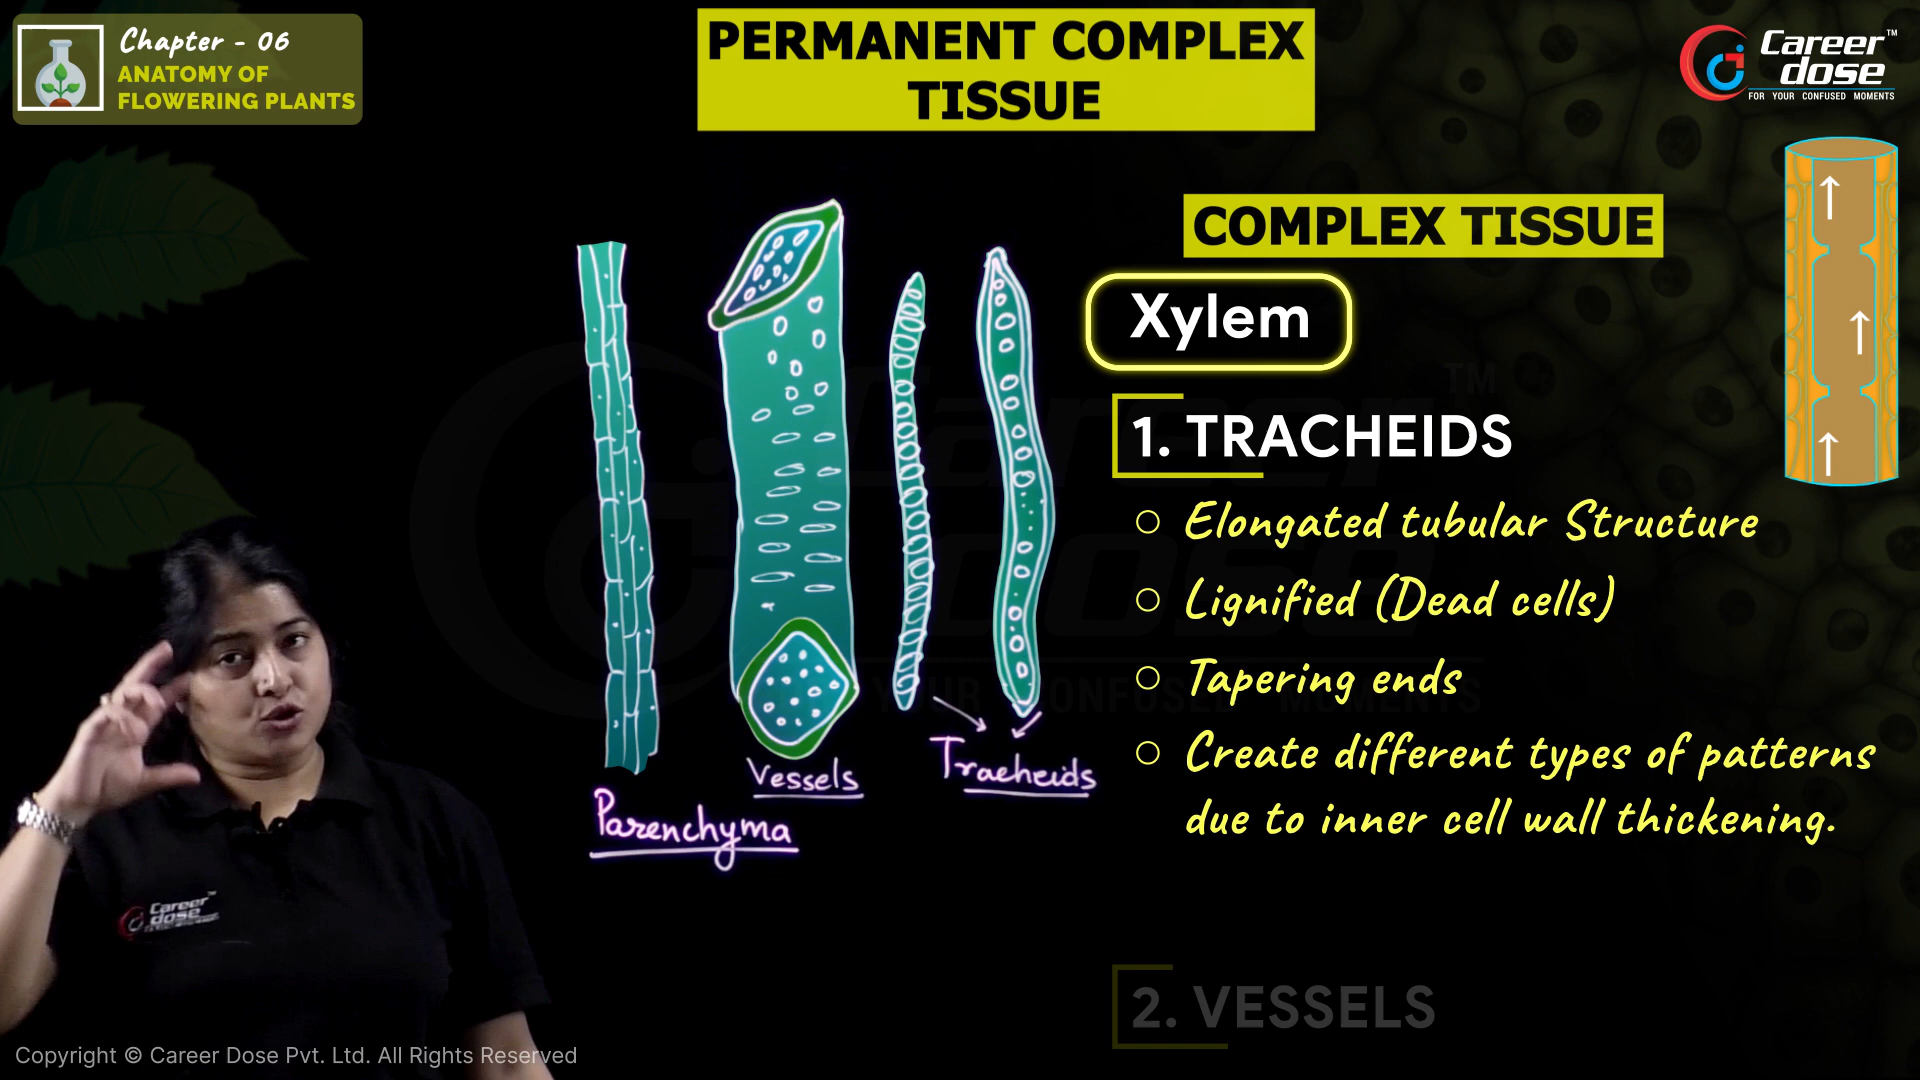 Chapter - 06
ANATOMY OF
FLOWERING PLANTS
PERMANENT COMPLEX
TISSUE
Career™
dose
FOR YOUR CONFUSED MOMENTS
COMPLEX TISSUE
Xylem
1. TRACHEIDS
Elongated tubular Structure
Lignified (Dead cells)
Tapering ends
Create different types of patterns
due to inner cell wall thickening.
Vessels
Tracheids
Parenchyma
Career
dose
2. VESSELS
Copyright © Career Dose Pvt. Ltd. All Rights Reserved